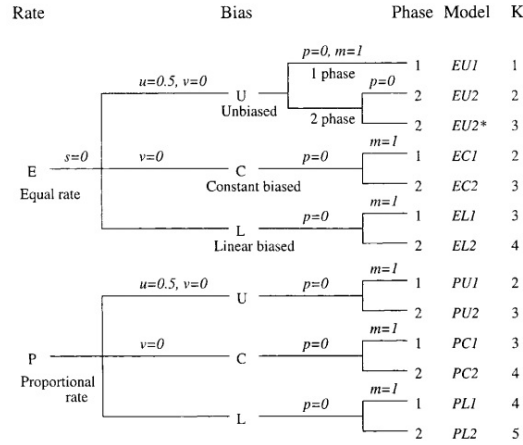 Rate Bias Phase Model K
p=0, m=1
1 phase 1 EU1 1
u=0.5, v=0 p=0
U 2 EU2 2
Unbiased
2 phase 2 EU2* 3
s=0 v=0 p=0 m=1
1 EC1 2
E C
Equal rate Constant biased 2 EC2 3
m=1
p=0 1 EL1 3
L
Linear biased 2 EL2 4
u=0.5, v=0 p=0 m=1
1 PU1 2
U
2 PU2 3
v=0 p=0 m=1
1 PC1 3
P C
Proportional 2 PC2 4
rate
m=1
p=0 1 PL1 4
L
2 PL2 5